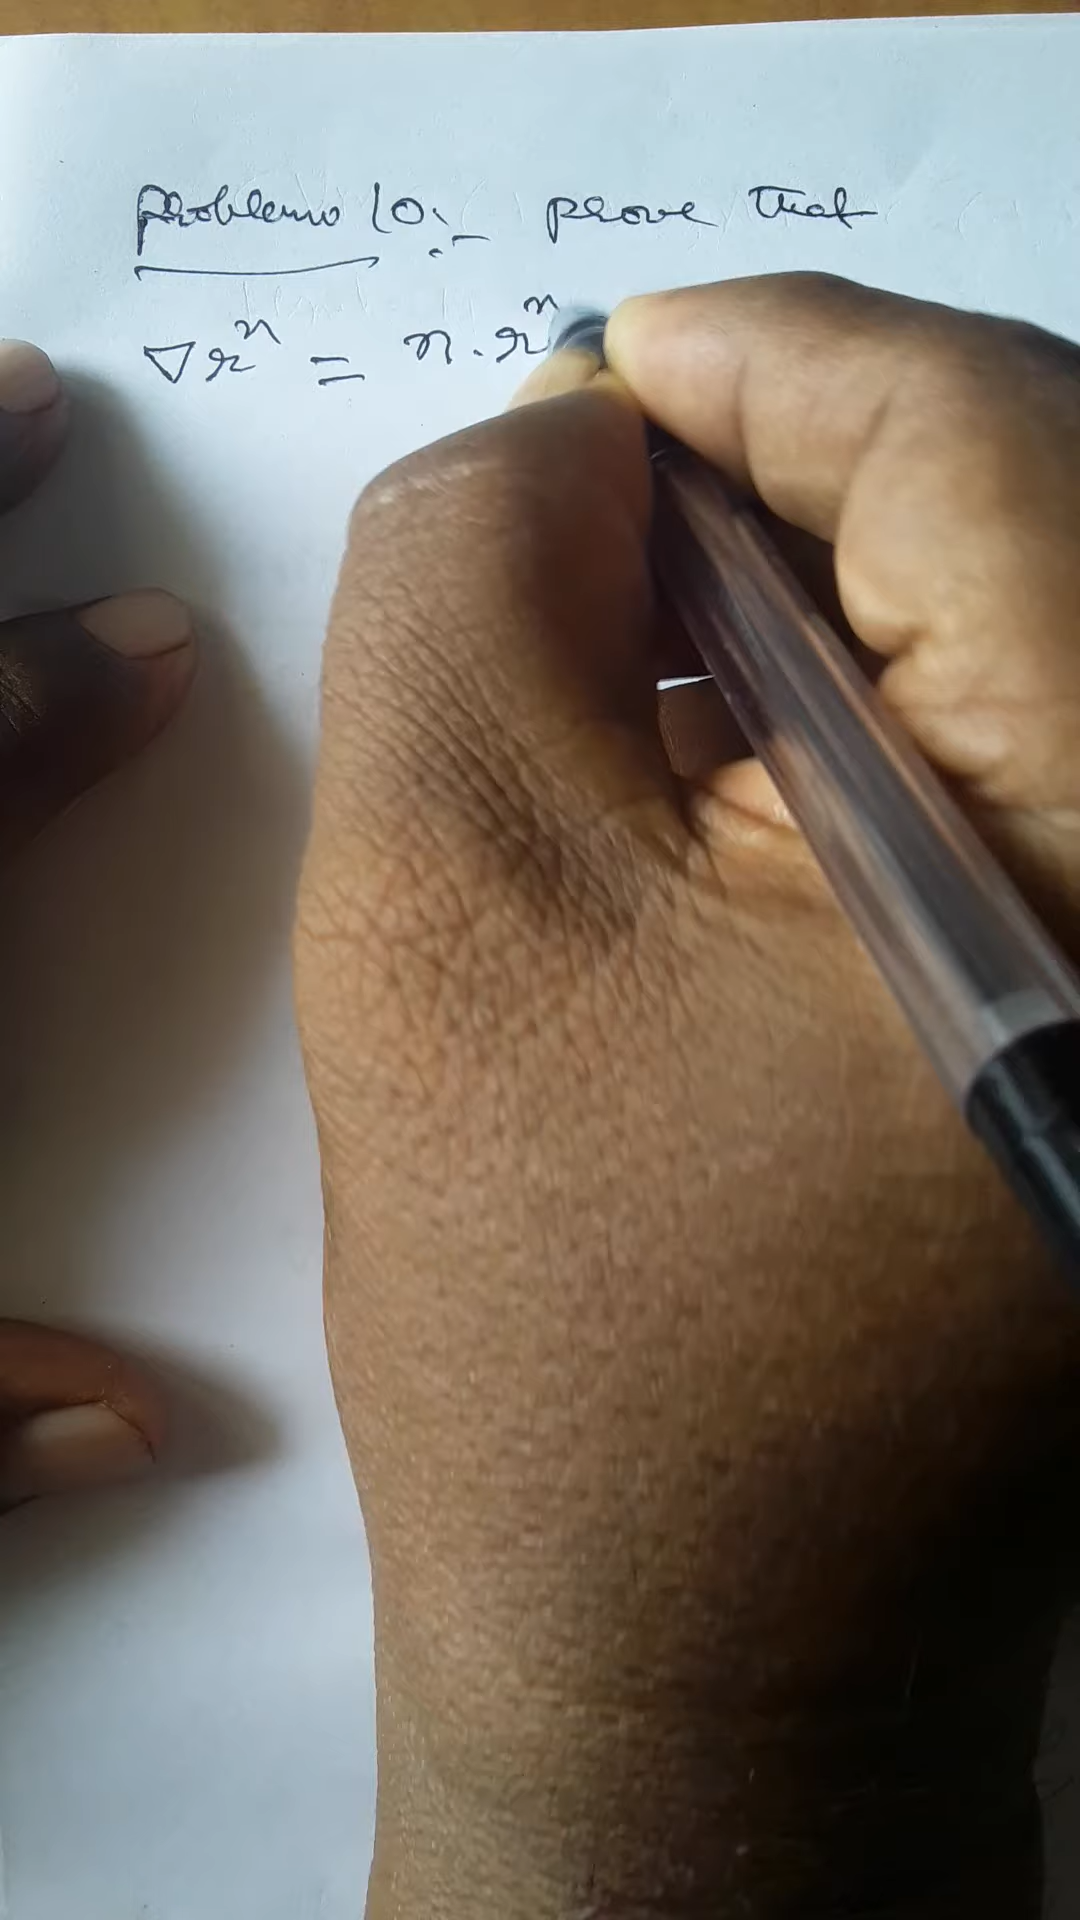 Problem 10:- prove that
∇r^n = n.r^n